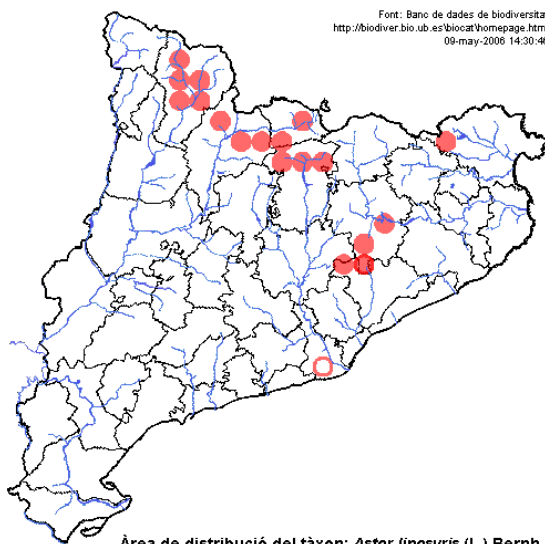 Font: Banc de dades de biodiversita
http://biodiver.bio.ub.es\biocat\homepage.htm
09-may-2006 14:30:46
Àrea de distribució del tàxon: Aster linosyris (L.) Bernh.